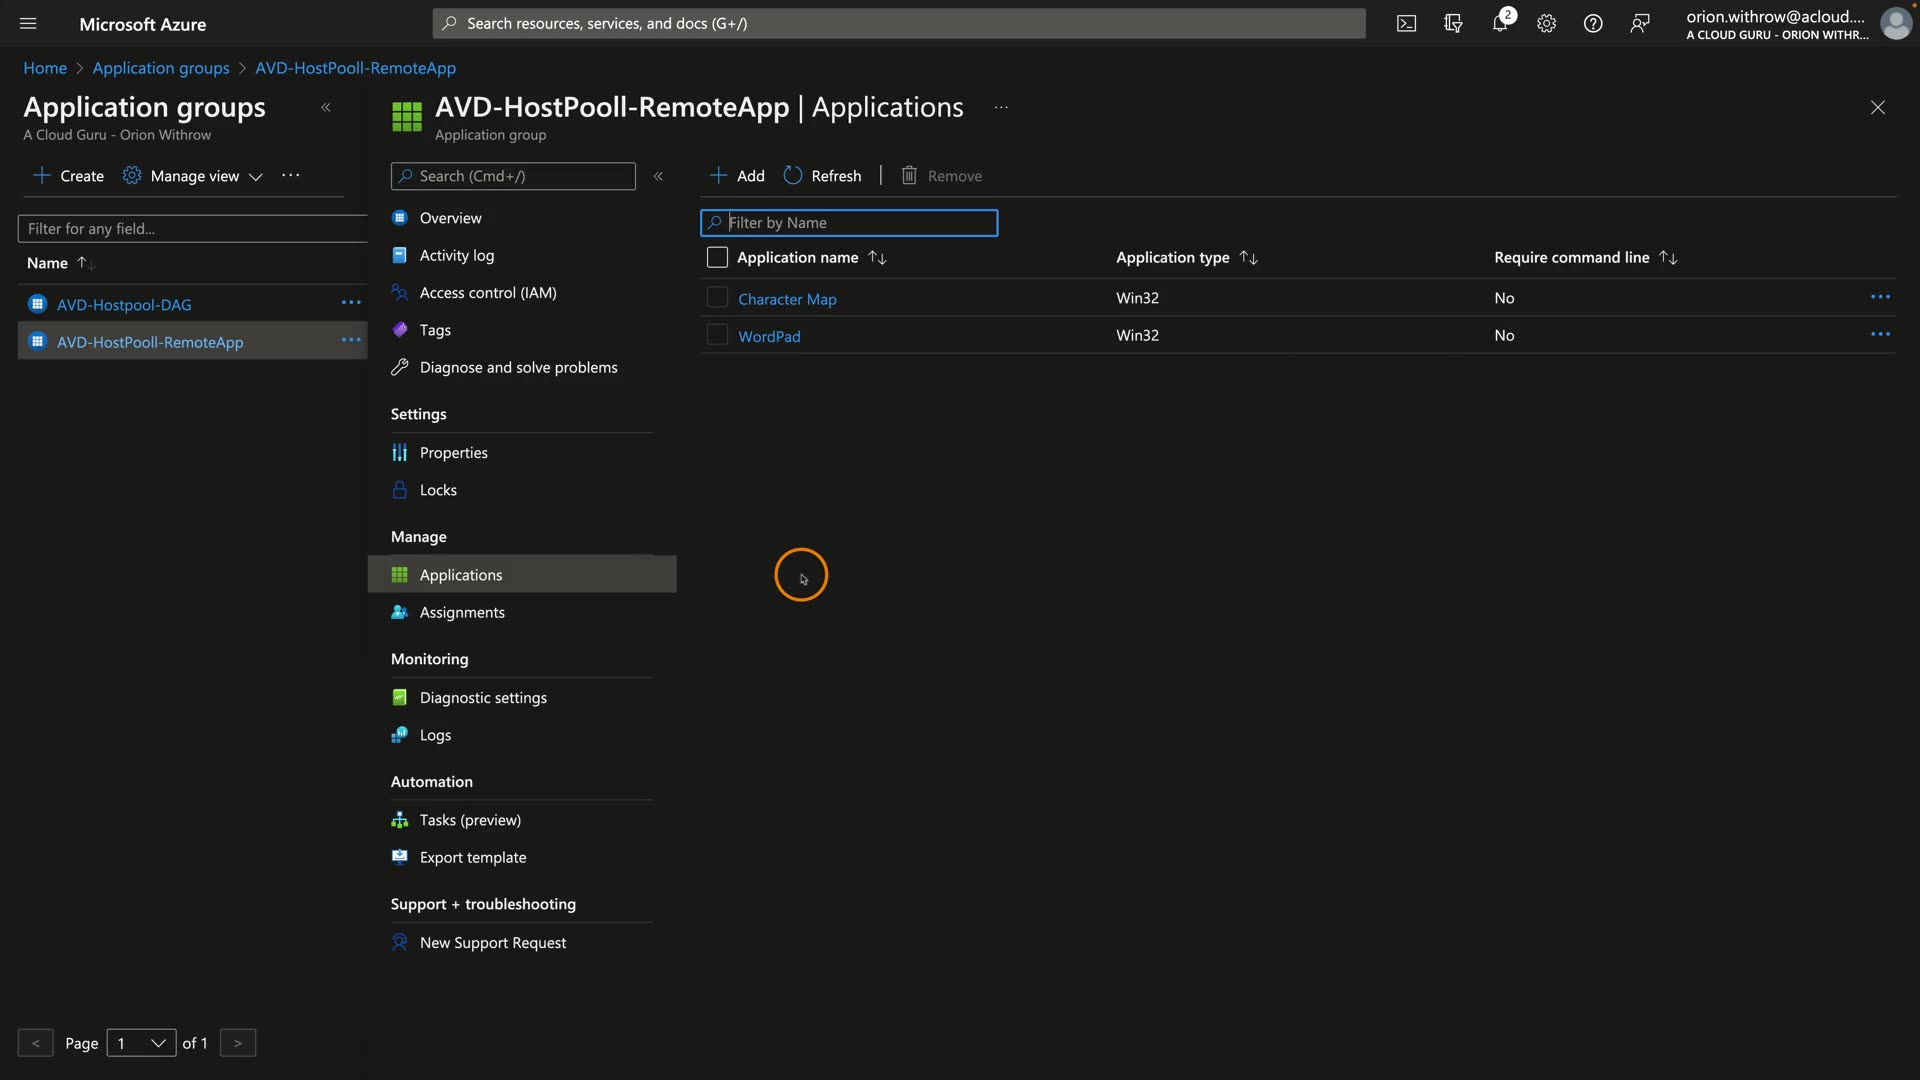 Microsoft Azure
Search resources, services, and docs (G+/)
2
orion.withrow@acloud....
A CLOUD GURU - ORION WITHR...
Home > Application groups > AVD-HostPooll-RemoteApp
Application groups
A Cloud Guru - Orion Withrow
Create
Manage view
Filter for any field...
Name
AVD-Hostpool-DAG
AVD-HostPooll-RemoteApp
< Page 1 of 1 >
AVD-HostPooll-RemoteApp | Applications
Application group
Search (Cmd+/)
Overview
Activity log
Access control (IAM)
Tags
Diagnose and solve problems
Settings
Properties
Locks
Manage
Applications
Assignments
Monitoring
Diagnostic settings
Logs
Automation
Tasks (preview)
Export template
Support + troubleshooting
New Support Request
Add
Refresh
Remove
Filter by Name
Application name Application type Require command line
Character Map Win32 No
WordPad Win32 No